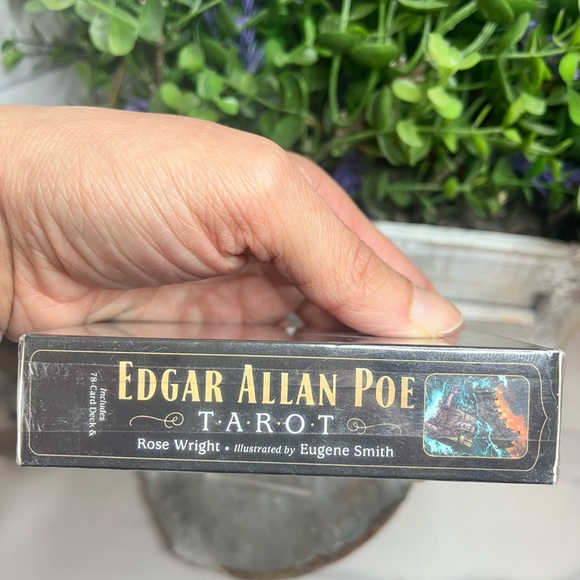 Includes
78-Card Deck &
EDGAR ALLAN POE
T·A·R·O·T
Rose Wright • Illustrated by Eugene Smith